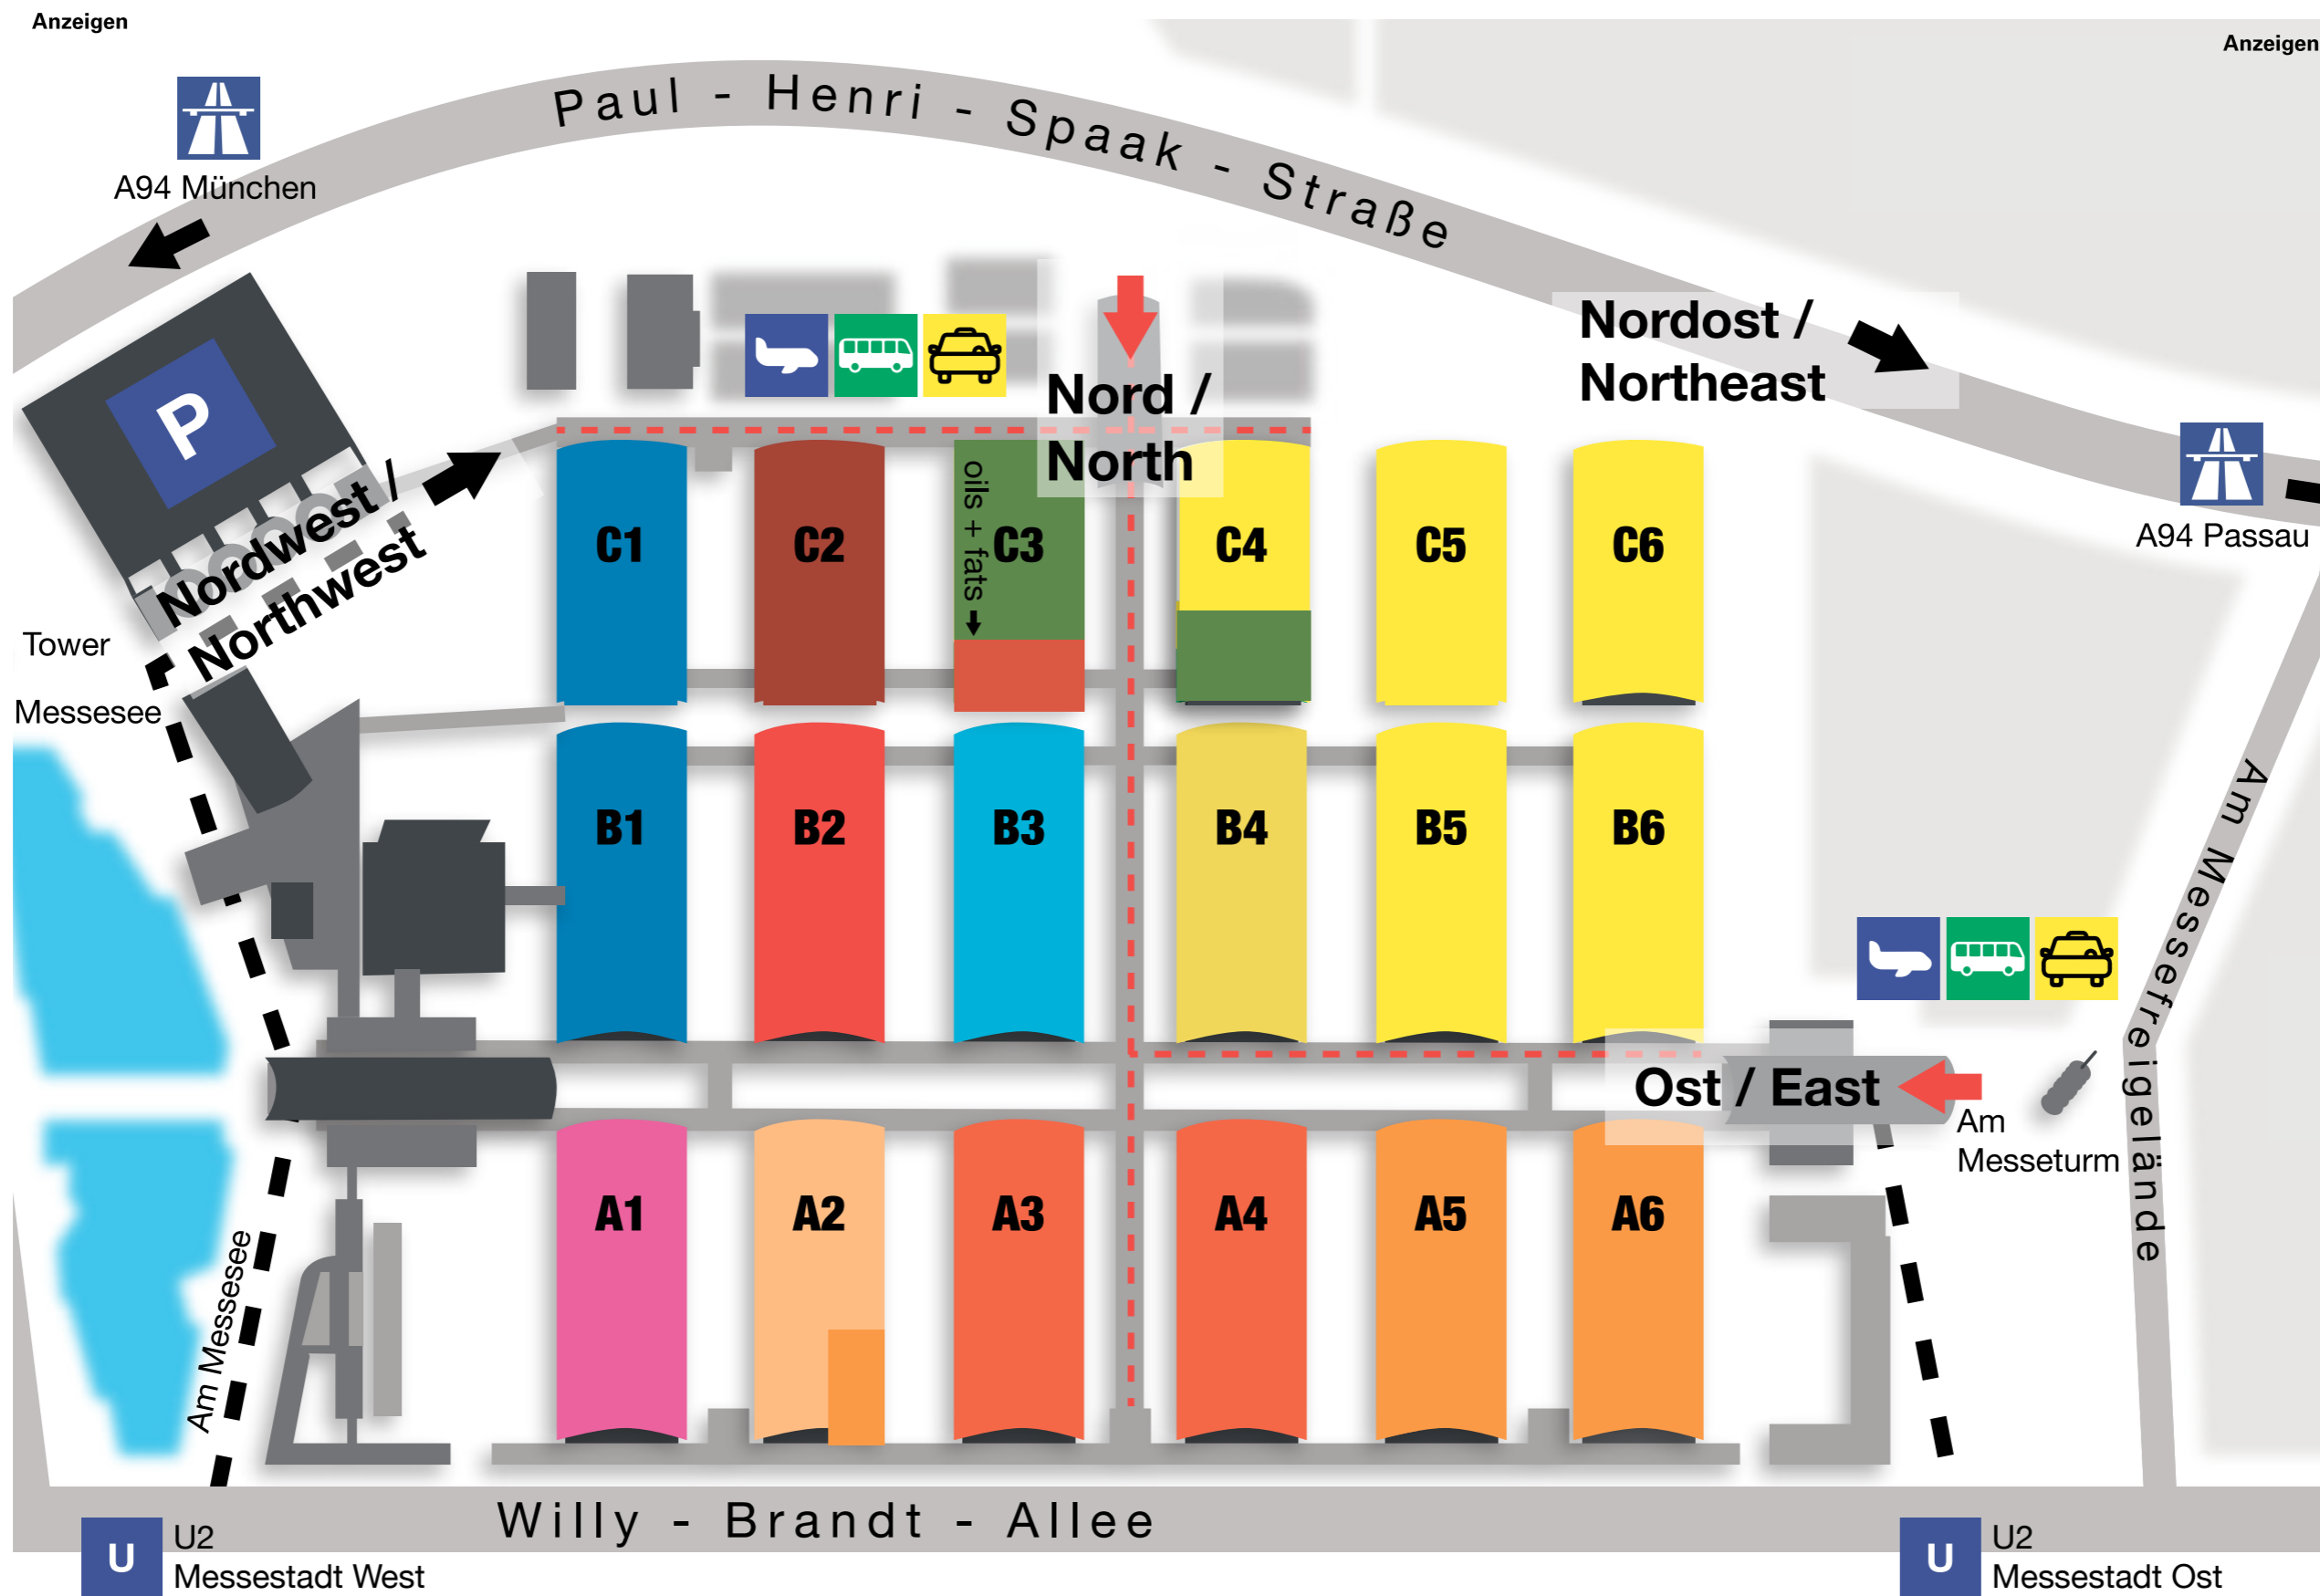 Anzeigen
Anzeigen
Paul - Henri - Spaak - Straße
A94 München
Nordost /
Northeast
Nord /
North
P
Nordwest /
Northwest
A94 Passau
oils + fats
C1
C2
C3
C4
C5
C6
Tower
Messesee
Am Messefreigelände
B1
B2
B3
B4
B5
B6
Ost / East
Am
Messeturm
A1
A2
A3
A4
A5
A6
Am Messesee
Willy - Brandt - Allee
U
U2
Messestadt West
U
U2
Messestadt Ost